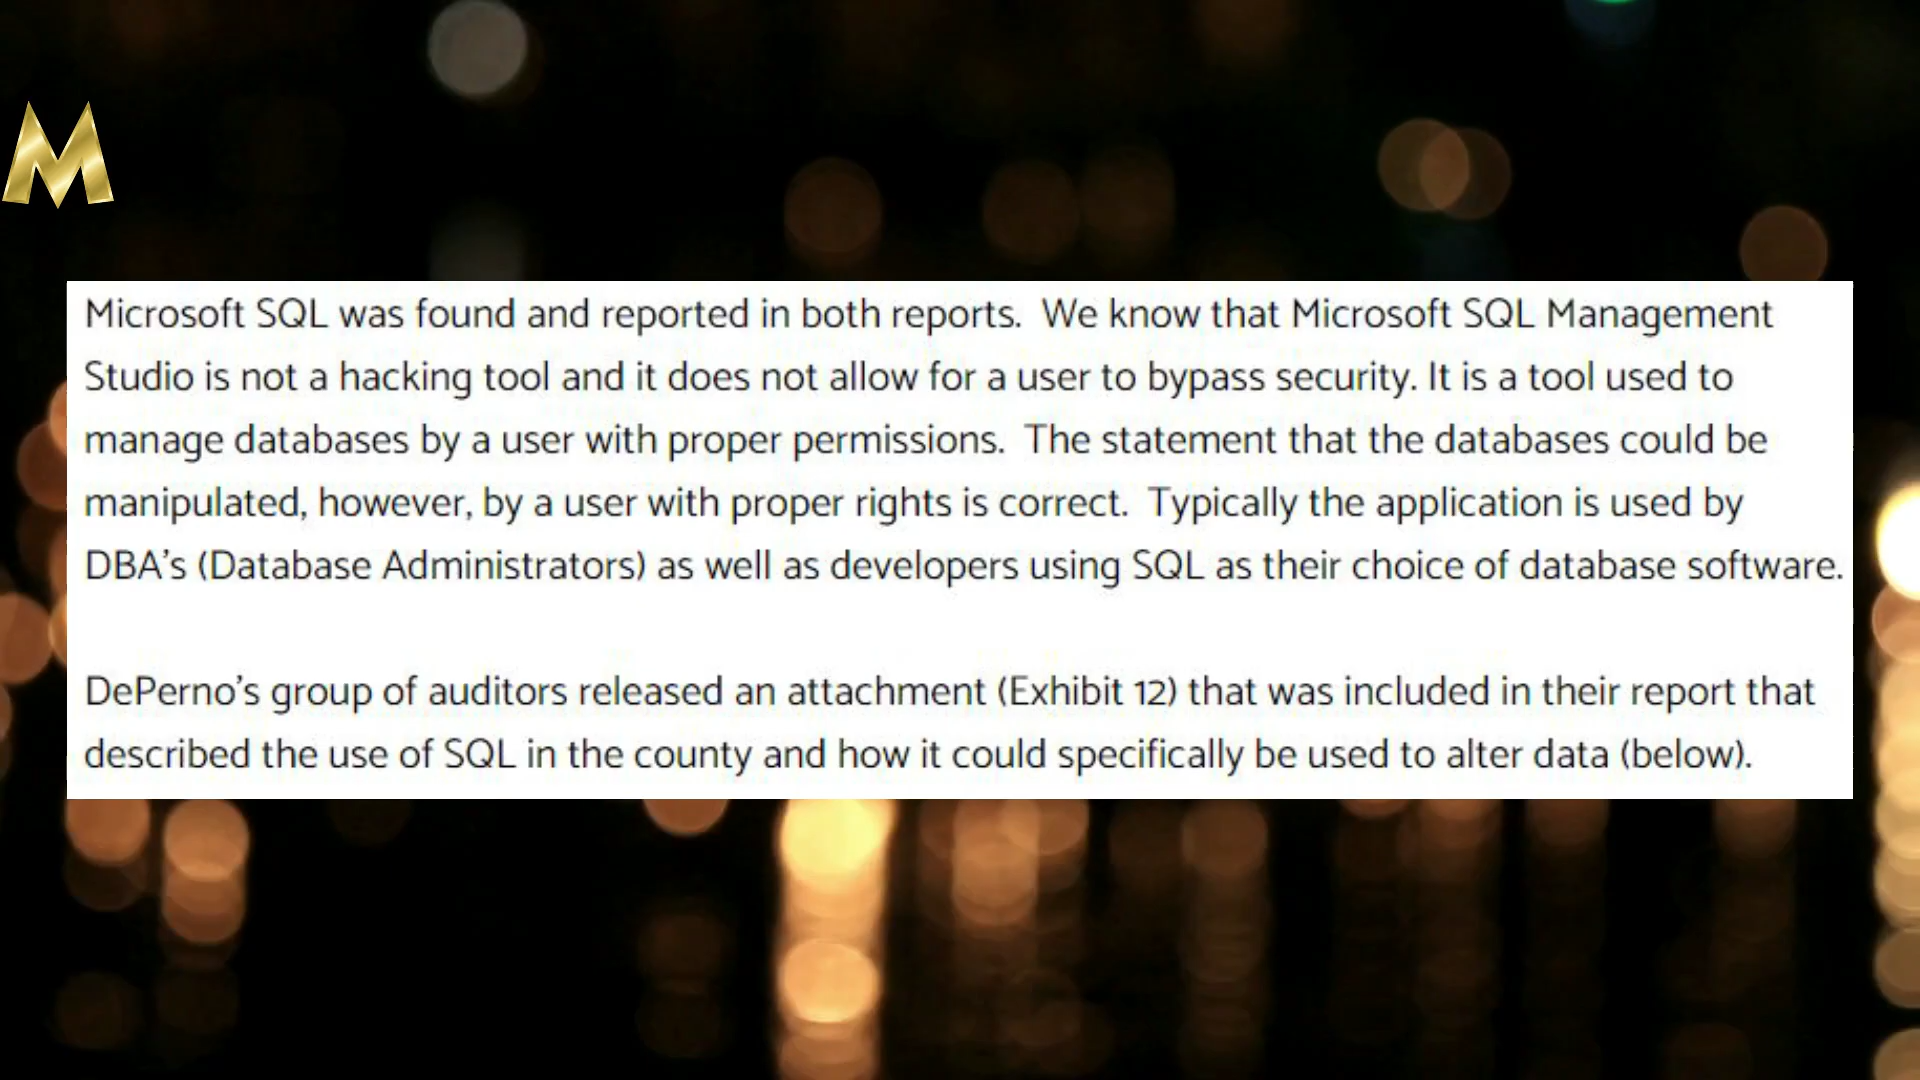 M
Microsoft SQL was found and reported in both reports.  We know that Microsoft SQL Management
Studio is not a hacking tool and it does not allow for a user to bypass security. It is a tool used to
manage databases by a user with proper permissions.  The statement that the databases could be
manipulated, however, by a user with proper rights is correct.  Typically the application is used by
DBA’s (Database Administrators) as well as developers using SQL as their choice of database software.
DePerno’s group of auditors released an attachment (Exhibit 12) that was included in their report that
described the use of SQL in the county and how it could specifically be used to alter data (below).